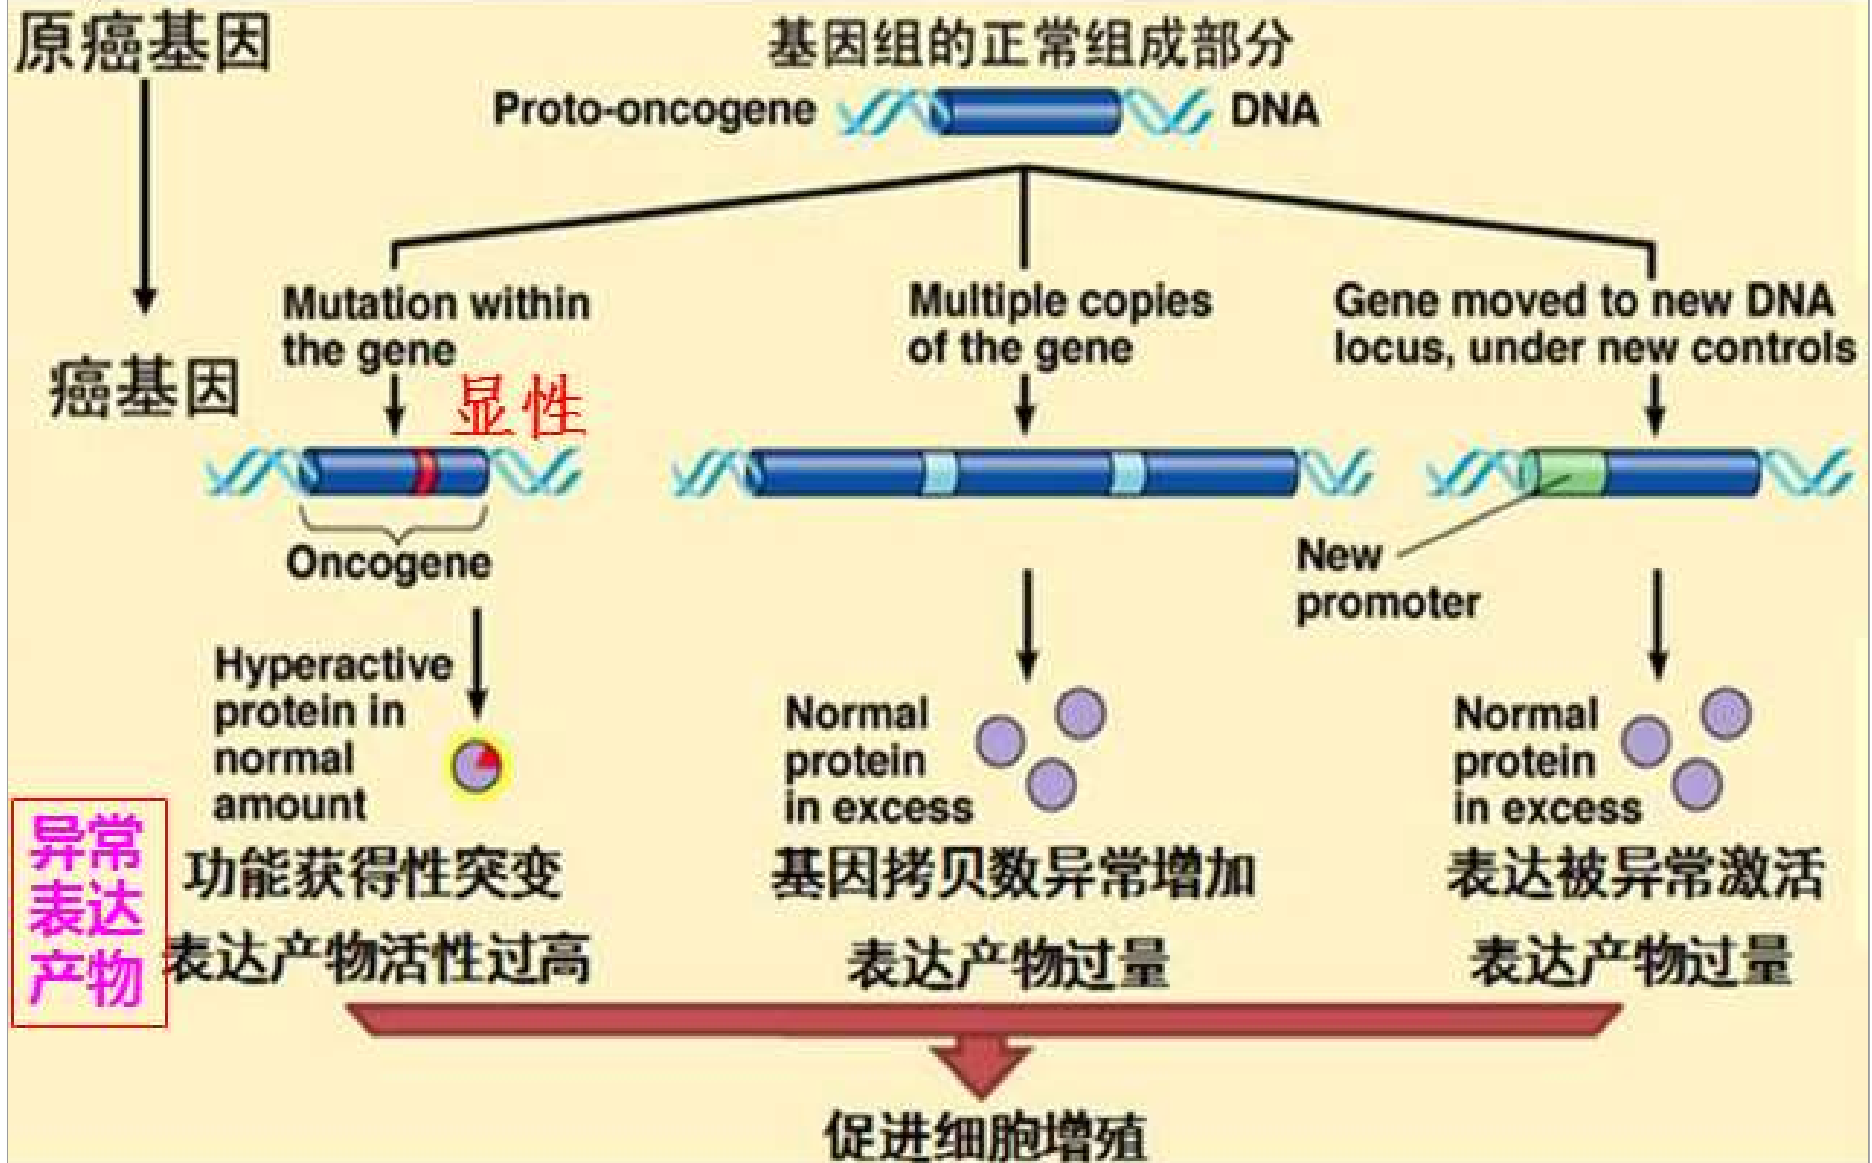 原癌基因
基因组的正常组成部分
Proto-oncogene
DNA
Mutation within
the gene
Multiple copies
of the gene
Gene moved to new DNA
locus, under new controls
癌基因
显性
Oncogene
New
promoter
Hyperactive
protein in
normal
amount
Normal
protein
in excess
Normal
protein
in excess
异常
表达
产物
功能获得性突变
基因拷贝数异常增加
表达被异常激活
表达产物活性过高
表达产物过量
表达产物过量
促进细胞增殖